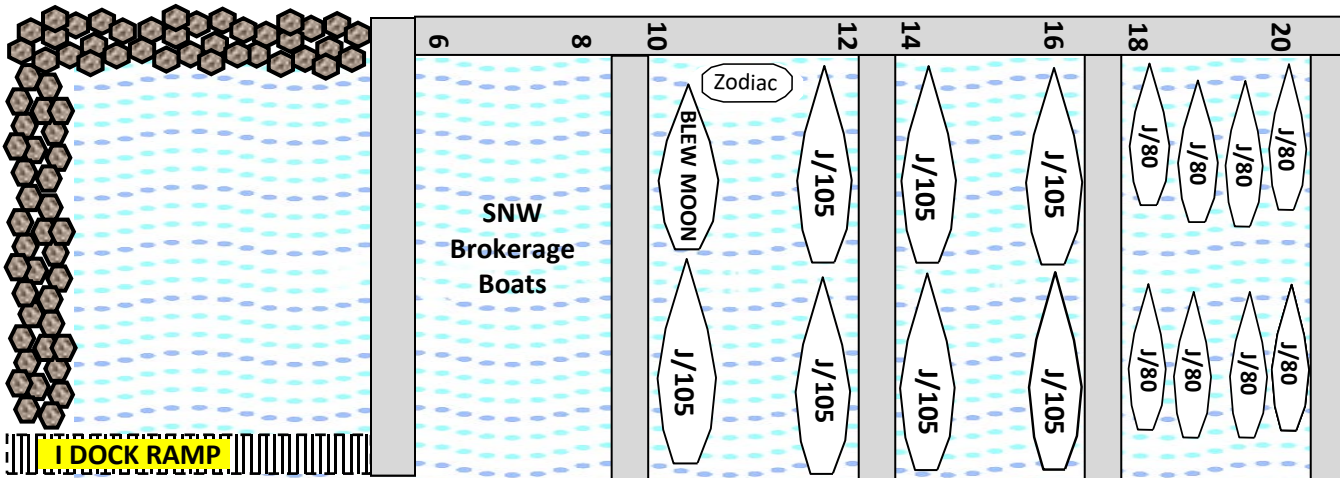 6
8
10
12
14
16
18
20
Zodiac
BLEW MOON
J/105
J/105
J/105
J/80
J/80
J/80
J/80
SNW
Brokerage
Boats
J/105
J/105
J/105
J/105
J/80
J/80
J/80
J/80
I DOCK RAMP